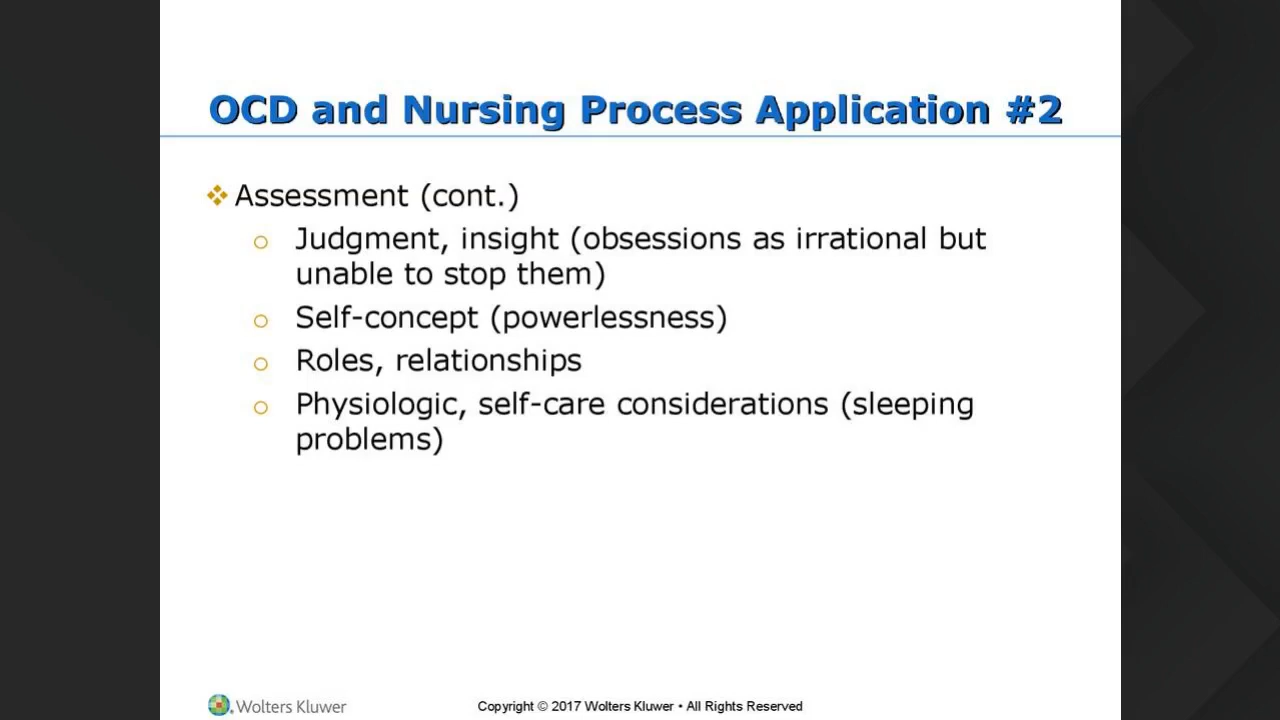 OCD and Nursing Process Application #2
❖ Assessment (cont.)
o Judgment, insight (obsessions as irrational but
unable to stop them)
o Self-concept (powerlessness)
o Roles, relationships
o Physiologic, self-care considerations (sleeping
problems)
Wolters Kluwer
Copyright © 2017 Wolters Kluwer • All Rights Reserved